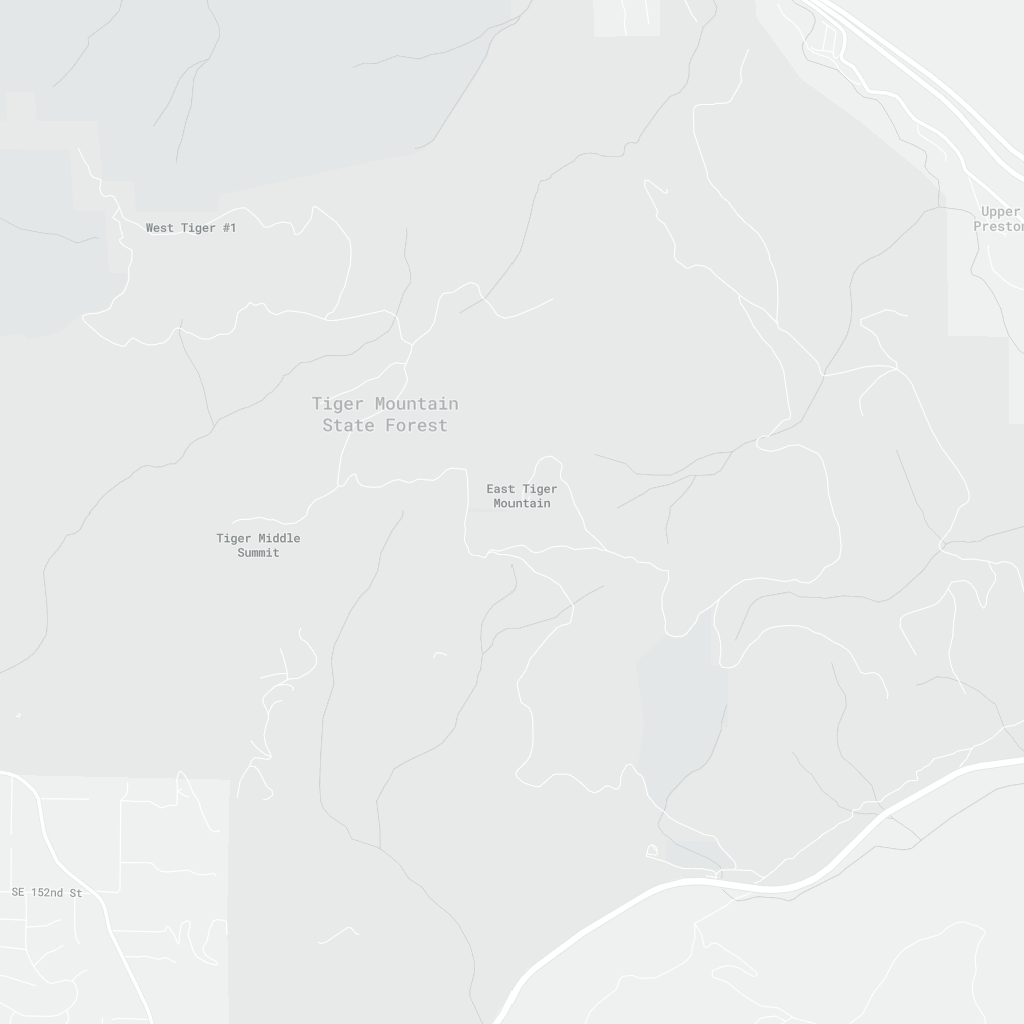 West Tiger #1
Upper
Preston
Tiger Mountain
State Forest
East Tiger
Mountain
Tiger Middle
Summit
SE 152nd St